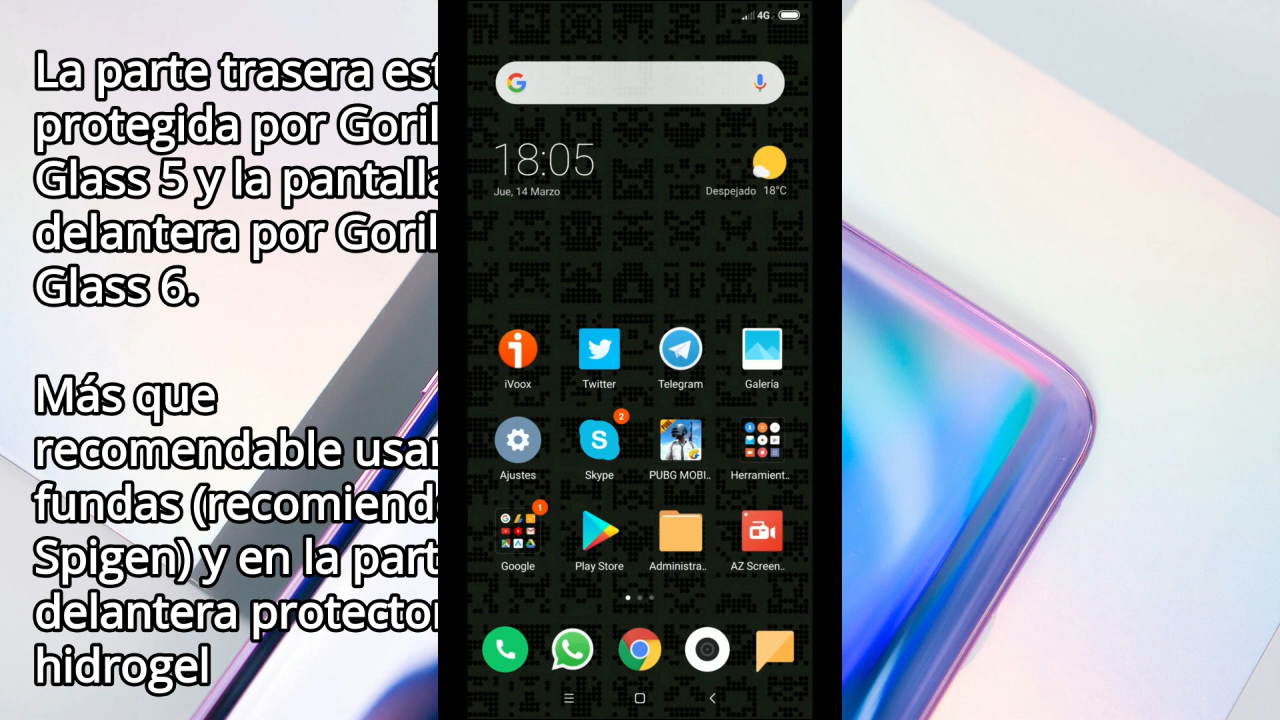 La parte trasera est
protegida por Goril
Glass 5 y la pantalla
delantera por Goril
Glass 6.
Más que
recomendable usar
fundas (recomiend
Spigen) y en la part
delantera protector
hidrogel
4G
18:05
Jue, 14 Marzo
Despejado 18°C
iVoox
Twitter
Telegram
Galería
2
Ajustes
Skype
PUBG MOBI..
Herramient..
1
Google
Play Store
Administra..
AZ Screen..